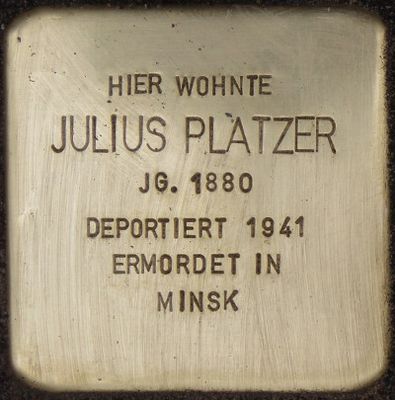 HIER WOHNTE
JULIUS PLATZER
JG. 1880
DEPORTIERT 1941
ERMORDET IN
MINSK